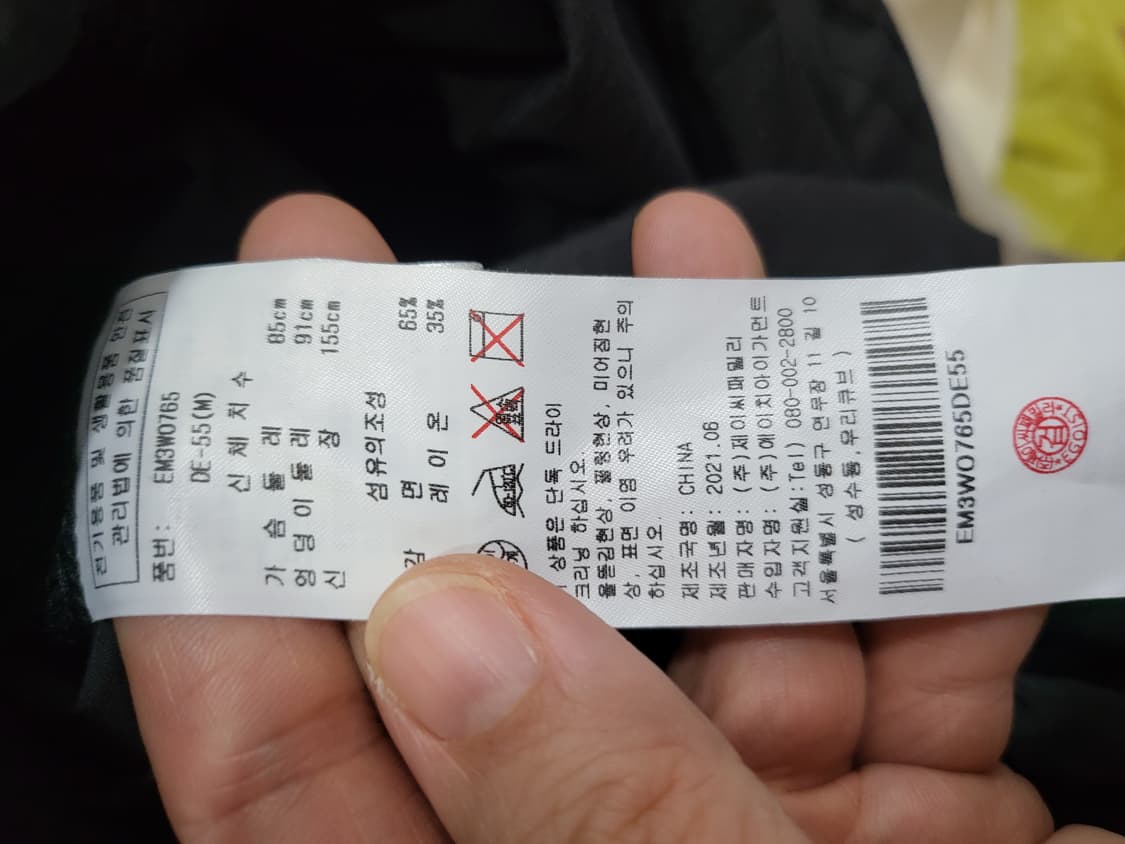 전기용품 및 생활용품 안전
관리법에 의한 품질표시
품번: EM3WO765
DE-55(M)
신 체 치 수
가 슴 둘 레 85cm
엉 덩 이 둘 레 91cm
신 장 155cm
섬유의조성
면 65%
레 이 온 35%
상품은 단독 드라이
크리닝 하십시오.
올뜯김현상, 필링현상, 미어짐현
상, 표면 이염 우려가 있으니 주의
하십시오.
제조국명: CHINA
제조년월: 2021.06
판매자명: (주)제이씨패밀리
수입자명: (주)에이치아이가먼트
고객지원실:Tel) 080-002-2800
서울특별시 성동구 연무장 11 길 10
( 성수동,우리큐브 )
EM3WO765DE55
검